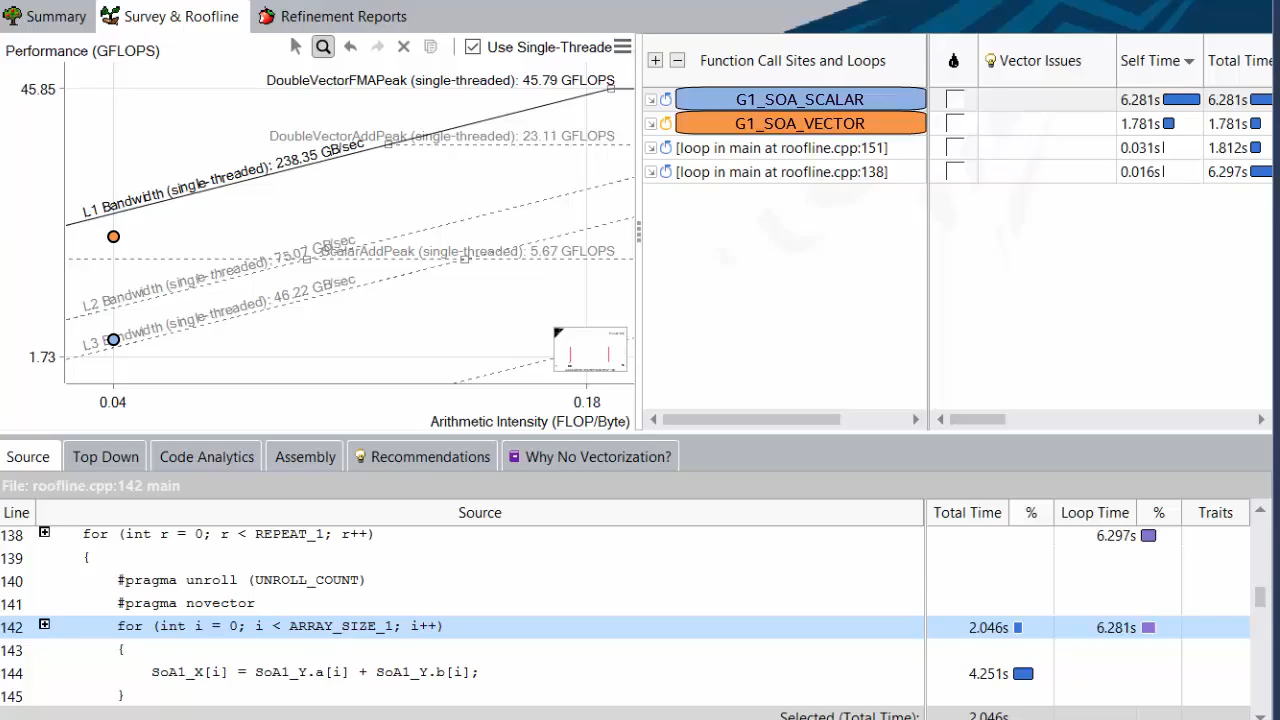 Summary
Survey & Roofline
Refinement Reports
Performance (GFLOPS)
Use Single-Threade
45.85
1.73
DoubleVectorFMAPeak (single-threaded): 45.79 GFLOPS
DoubleVectorAddPeak (single-threaded): 23.11 GFLOPS
L1 Bandwidth (single-threaded): 238.35 GB/sec
ScalarAddPeak (single-threaded): 5.67 GFLOPS
L2 Bandwidth (single-threaded): 75.07 GB/sec
L3 Bandwidth (single-threaded): 46.22 GB/sec
0.04
0.18
Arithmetic Intensity (FLOP/Byte)
Function Call Sites and Loops Vector Issues Self Time Total Time
G1_SOA_SCALAR 6.281s 6.281s
G1_SOA_VECTOR 1.781s 1.781s
[loop in main at roofline.cpp:151] 0.031s 1.812s
[loop in main at roofline.cpp:138] 0.016s 6.297s
Source Top Down Code Analytics Assembly Recommendations Why No Vectorization?
File: roofline.cpp:142 main
Line Source Total Time % Loop Time % Traits
138 for (int r = 0; r < REPEAT_1; r++) 6.297s
139 {
140 #pragma unroll (UNROLL_COUNT)
141 #pragma novector
142 for (int i = 0; i < ARRAY_SIZE_1; i++) 2.046s 6.281s
143 {
144 SoA1_X[i] = SoA1_Y.a[i] + SoA1_Y.b[i]; 4.251s
145 }
Selected (Total Time): 2.046s